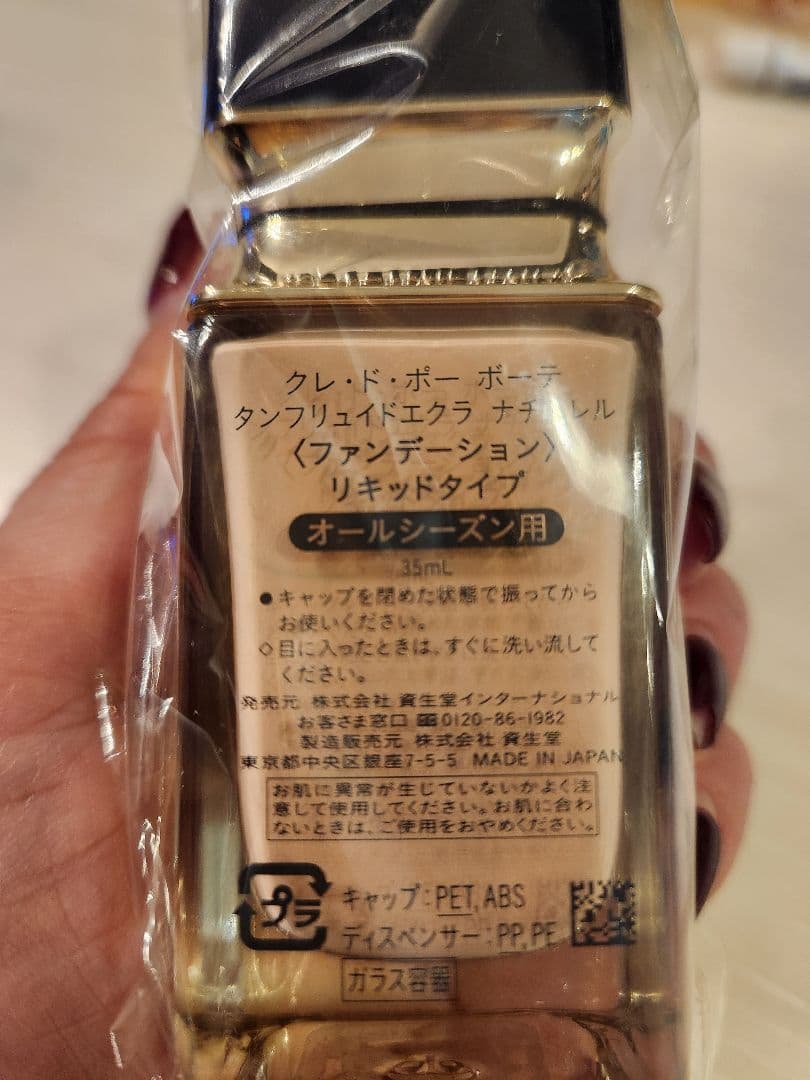 クレ・ド・ポー ボーテ
タンフリュイドエクラ ナチュレル
〈ファンデーション〉
リキッドタイプ
オールシーズン用
35mL
●キャップを閉めた状態で振ってから
お使いください。
◇目に入ったときは、すぐに洗い流して
ください。
発売元 株式会社 資生堂インターナショナル
お客さま窓口 0120-86-1982
製造販売元 株式会社 資生堂
東京都中央区銀座7-5-5 MADE IN JAPAN
お肌に異常が生じていないかよく注
意して使用してください。お肌に合わ
ないときは、ご使用をおやめください。
プラ
キャップ:PET,ABS
ディスペンサー:PP,PE
ガラス容器